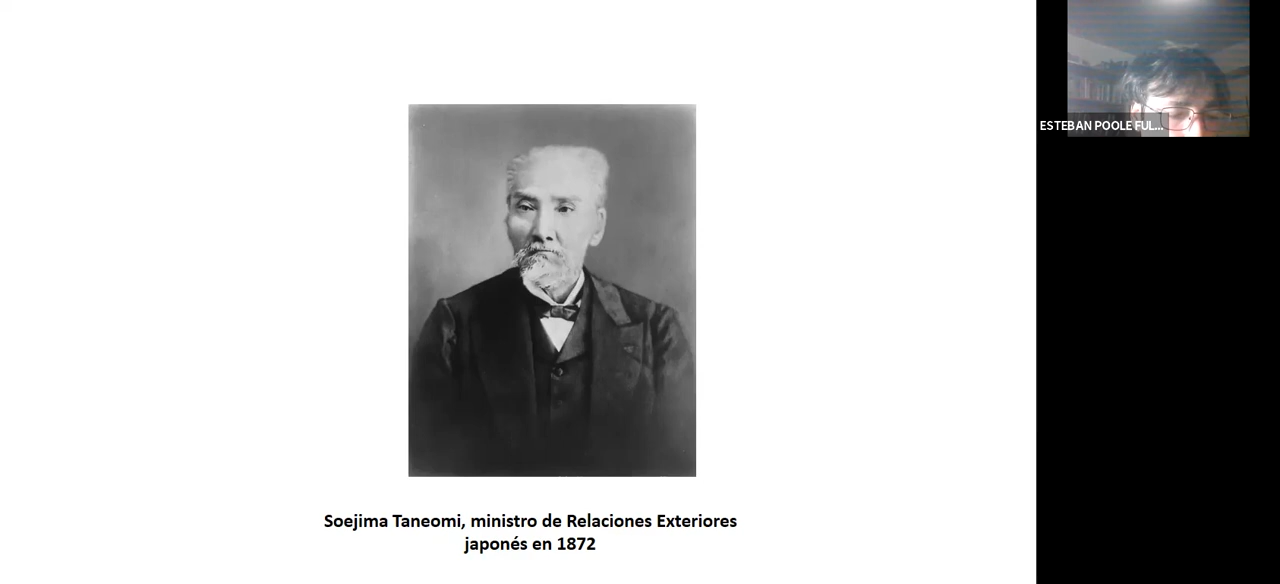 ESTEBAN POOLE FUL...
Soejima Taneomi, ministro de Relaciones Exteriores
japonés en 1872